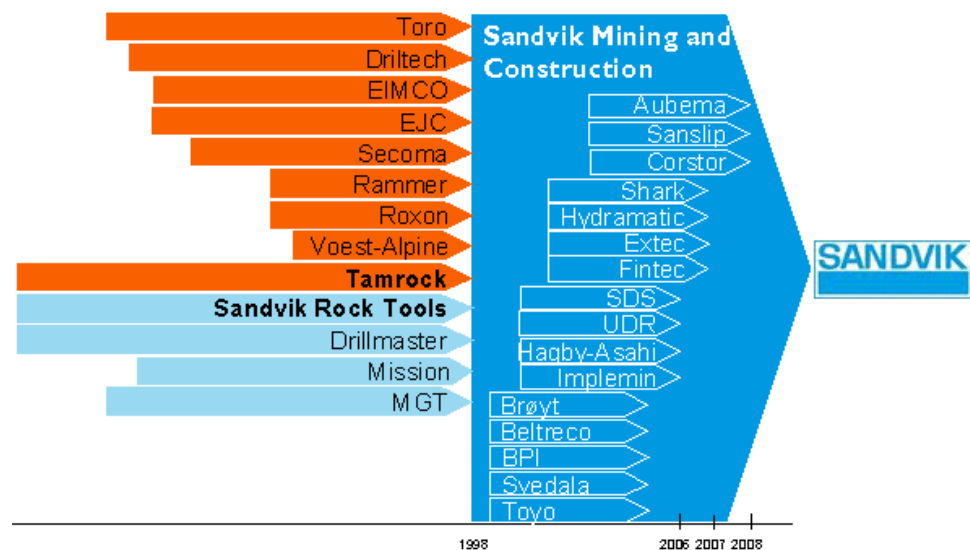 Toro
Driltech
EIMCO
EJC
Secoma
Rammer
Roxon
Voest-Alpine
Tamrock
Sandvik Rock Tools
Drillmaster
Mission
MGT
Sandvik Mining and
Construction
Aubema
Sanslip
Corstor
Shark
Hydramatic
Extec
Fintec
SDS
UDR
Hagby-Asahi
Implemin
Brøyt
Beltreco
BPI
Svedala
Toyo
SANDVIK
1998
2006 2007 2008